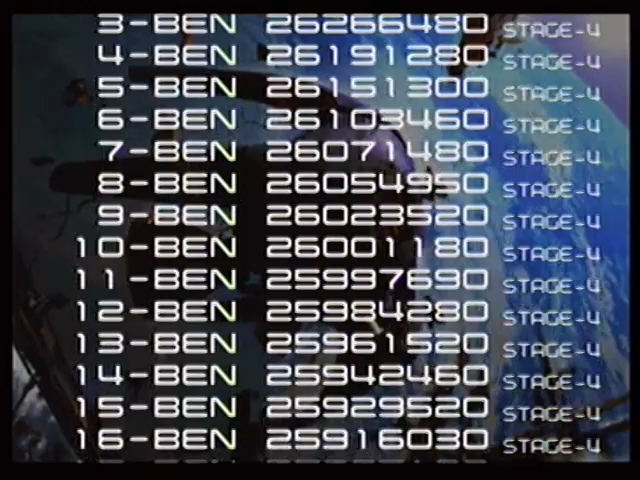 3-BEN 26266480 STAGE-4
4-BEN 26191280 STAGE-4
5-BEN 26151300 STAGE-4
6-BEN 26103460 STAGE-4
7-BEN 26071480 STAGE-4
8-BEN 26054950 STAGE-4
9-BEN 26023520 STAGE-4
10-BEN 26001180 STAGE-4
11-BEN 25997690 STAGE-4
12-BEN 25984280 STAGE-4
13-BEN 25961520 STAGE-4
14-BEN 25942460 STAGE-4
15-BEN 25929520 STAGE-4
16-BEN 25916030 STAGE-4